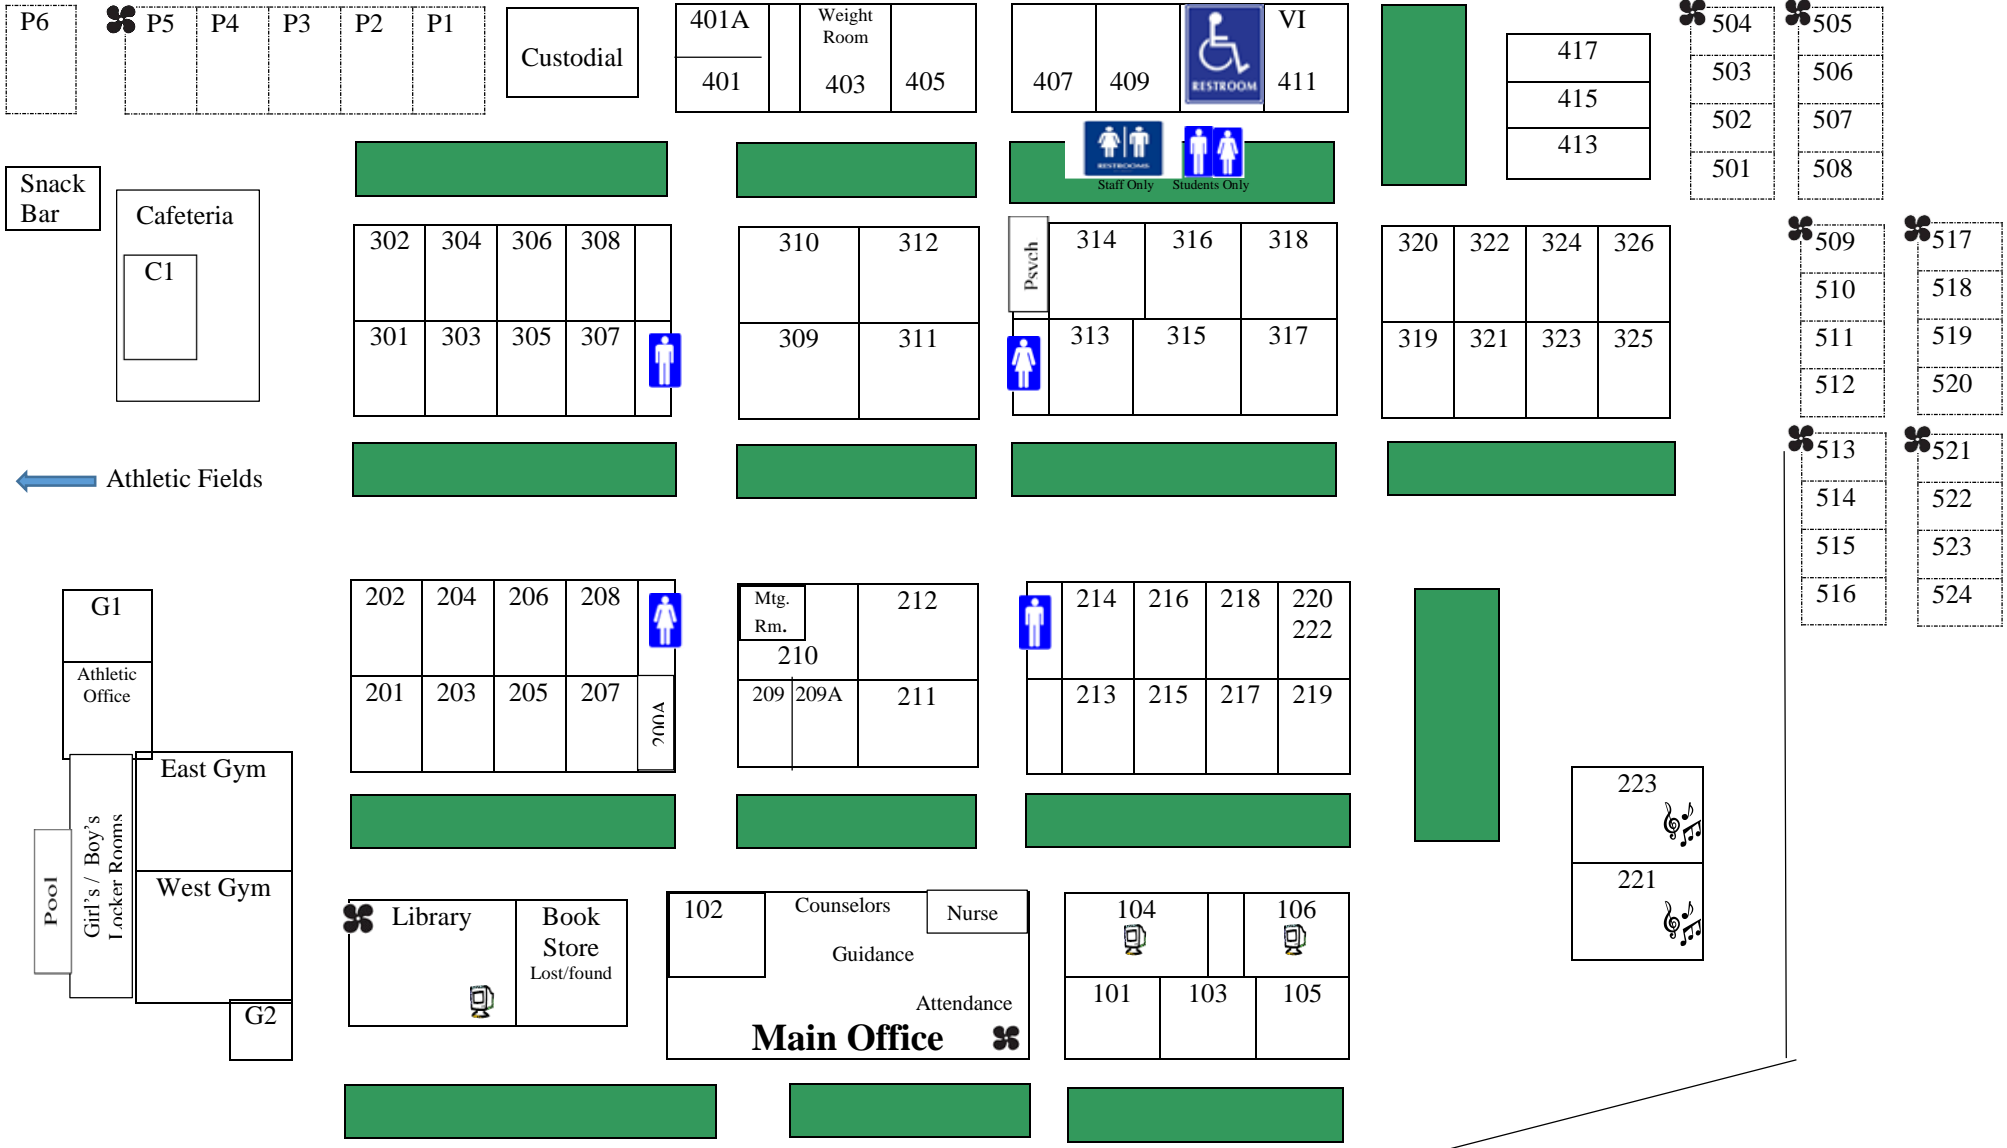 P6
P5 P4 P3 P2 P1
Custodial
401A
401
Weight
Room
403
405
407 409
RESTROOM
VI
411
417
415
413
504
503
502
501
505
506
507
508
RESTROOMS
Staff Only Students Only
Snack
Bar
Cafeteria
C1
302 304 306 308
301 303 305 307
310 312
309 311
Psych
314 316 318
313 315 317
320 322 324 326
319 321 323 325
509
510
511
512
517
518
519
520
513
514
515
516
521
522
523
524
Athletic Fields
G1
Athletic
Office
East Gym
West Gym
Girl's / Boy's
Locker Rooms
Pool
G2
202 204 206 208
201 203 205 207
200A
Mtg.
Rm.
210
212
209 209A 211
214 216 218 220
222
213 215 217 219
223
221
Library
Book
Store
Lost/found
102
Counselors
Nurse
Guidance
Attendance
Main Office
104 106
101 103 105